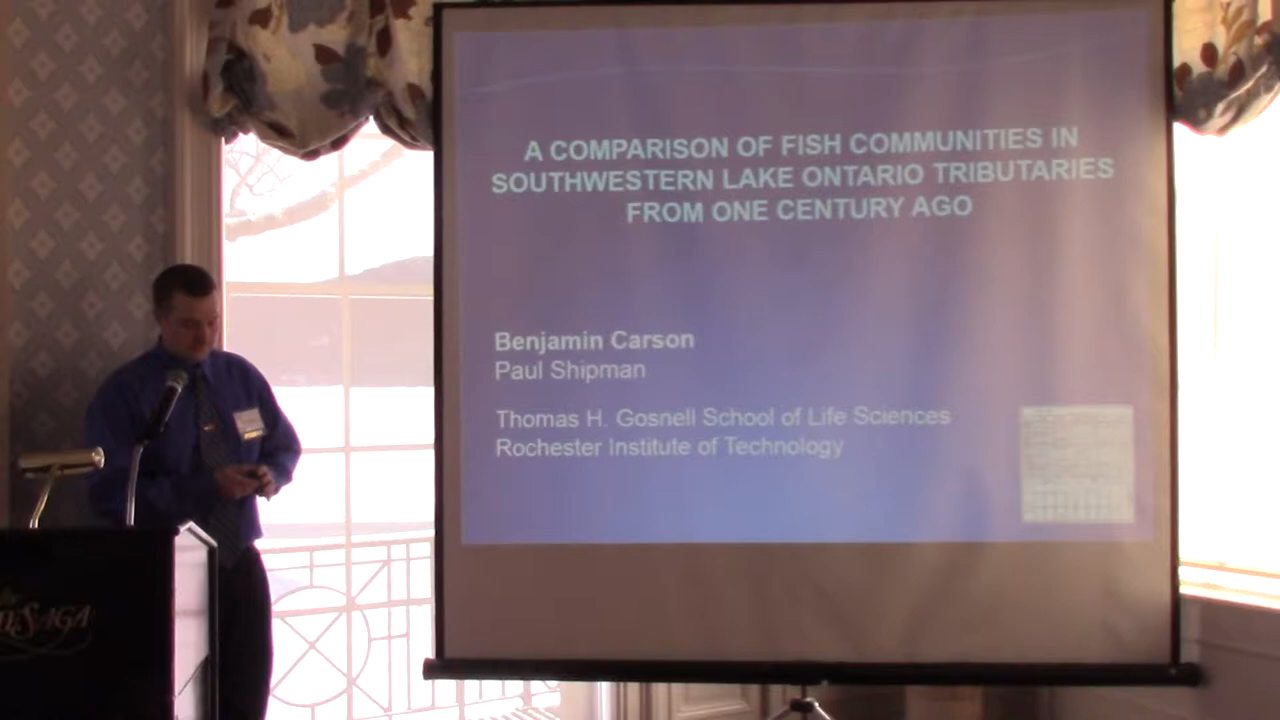 A COMPARISON OF FISH COMMUNITIES IN
SOUTHWESTERN LAKE ONTARIO TRIBUTARIES
FROM ONE CENTURY AGO
Benjamin Carson
Paul Shipman
Thomas H. Gosnell School of Life Sciences
Rochester Institute of Technology